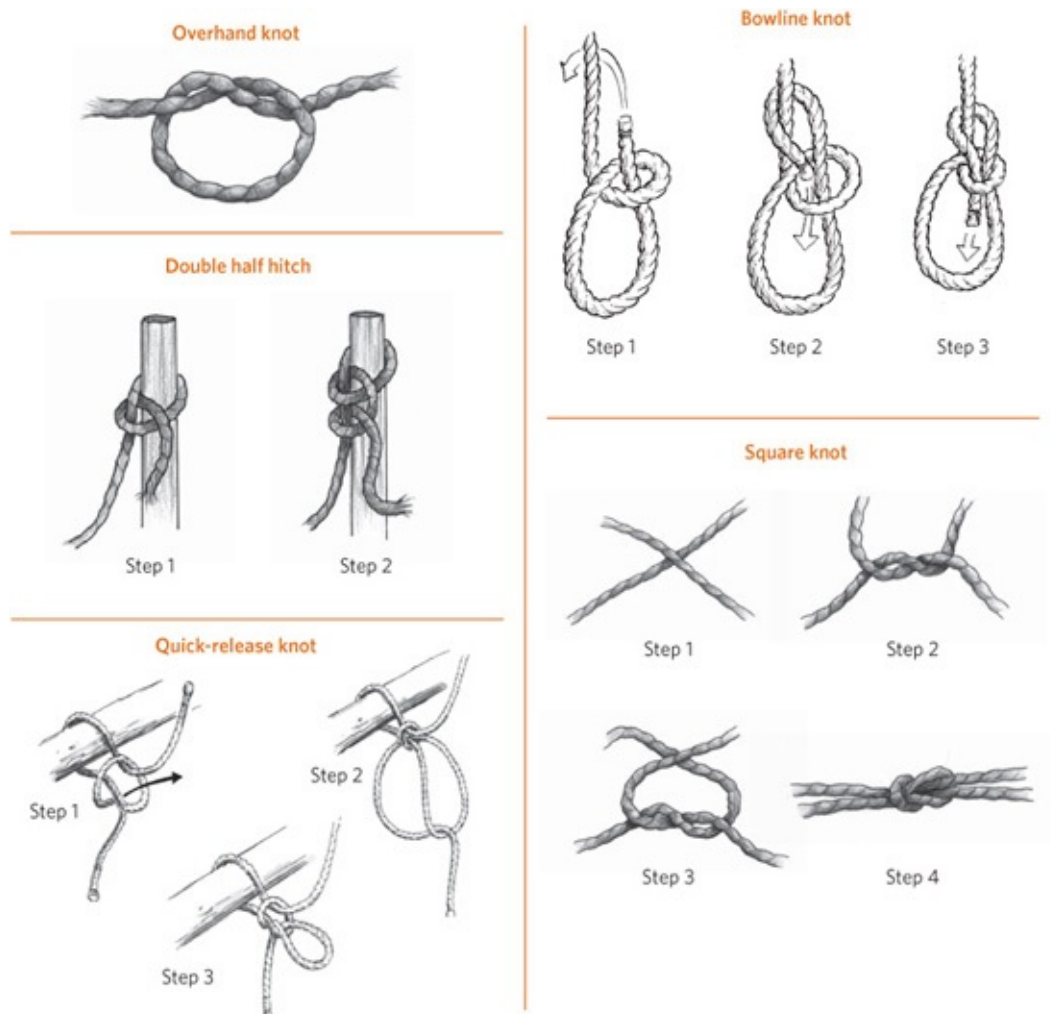 Overhand knot
Double half hitch
Step 1
Step 2
Quick-release knot
Step 1
Step 2
Step 3
Bowline knot
Step 1
Step 2
Step 3
Square knot
Step 1
Step 2
Step 3
Step 4